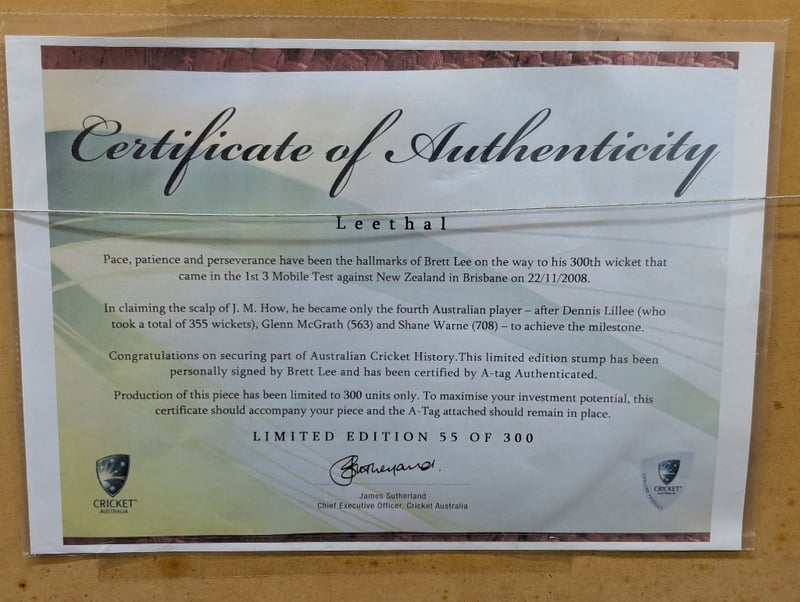 Certificate of Authenticity
Leethal
Pace, patience and perseverance have been the hallmarks of Brett Lee on the way to his 300th wicket that
came in the 1st 3 Mobile Test against New Zealand in Brisbane on 22/11/2008.
In claiming the scalp of J. M. How, he became only the fourth Australian player – after Dennis Lillee (who
took a total of 355 wickets), Glenn McGrath (563) and Shane Warne (708) – to achieve the milestone.
Congratulations on securing part of Australian Cricket History.This limited edition stump has been
personally signed by Brett Lee and has been certified by A-tag Authenticated.
Production of this piece has been limited to 300 units only. To maximise your investment potential, this
certificate should accompany your piece and the A-Tag attached should remain in place.
LIMITED EDITION 55 OF 300
James Sutherland
Chief Executive Officer, Cricket Australia
CRICKET
AUSTRALIA
CRICKET
AUSTRALIA